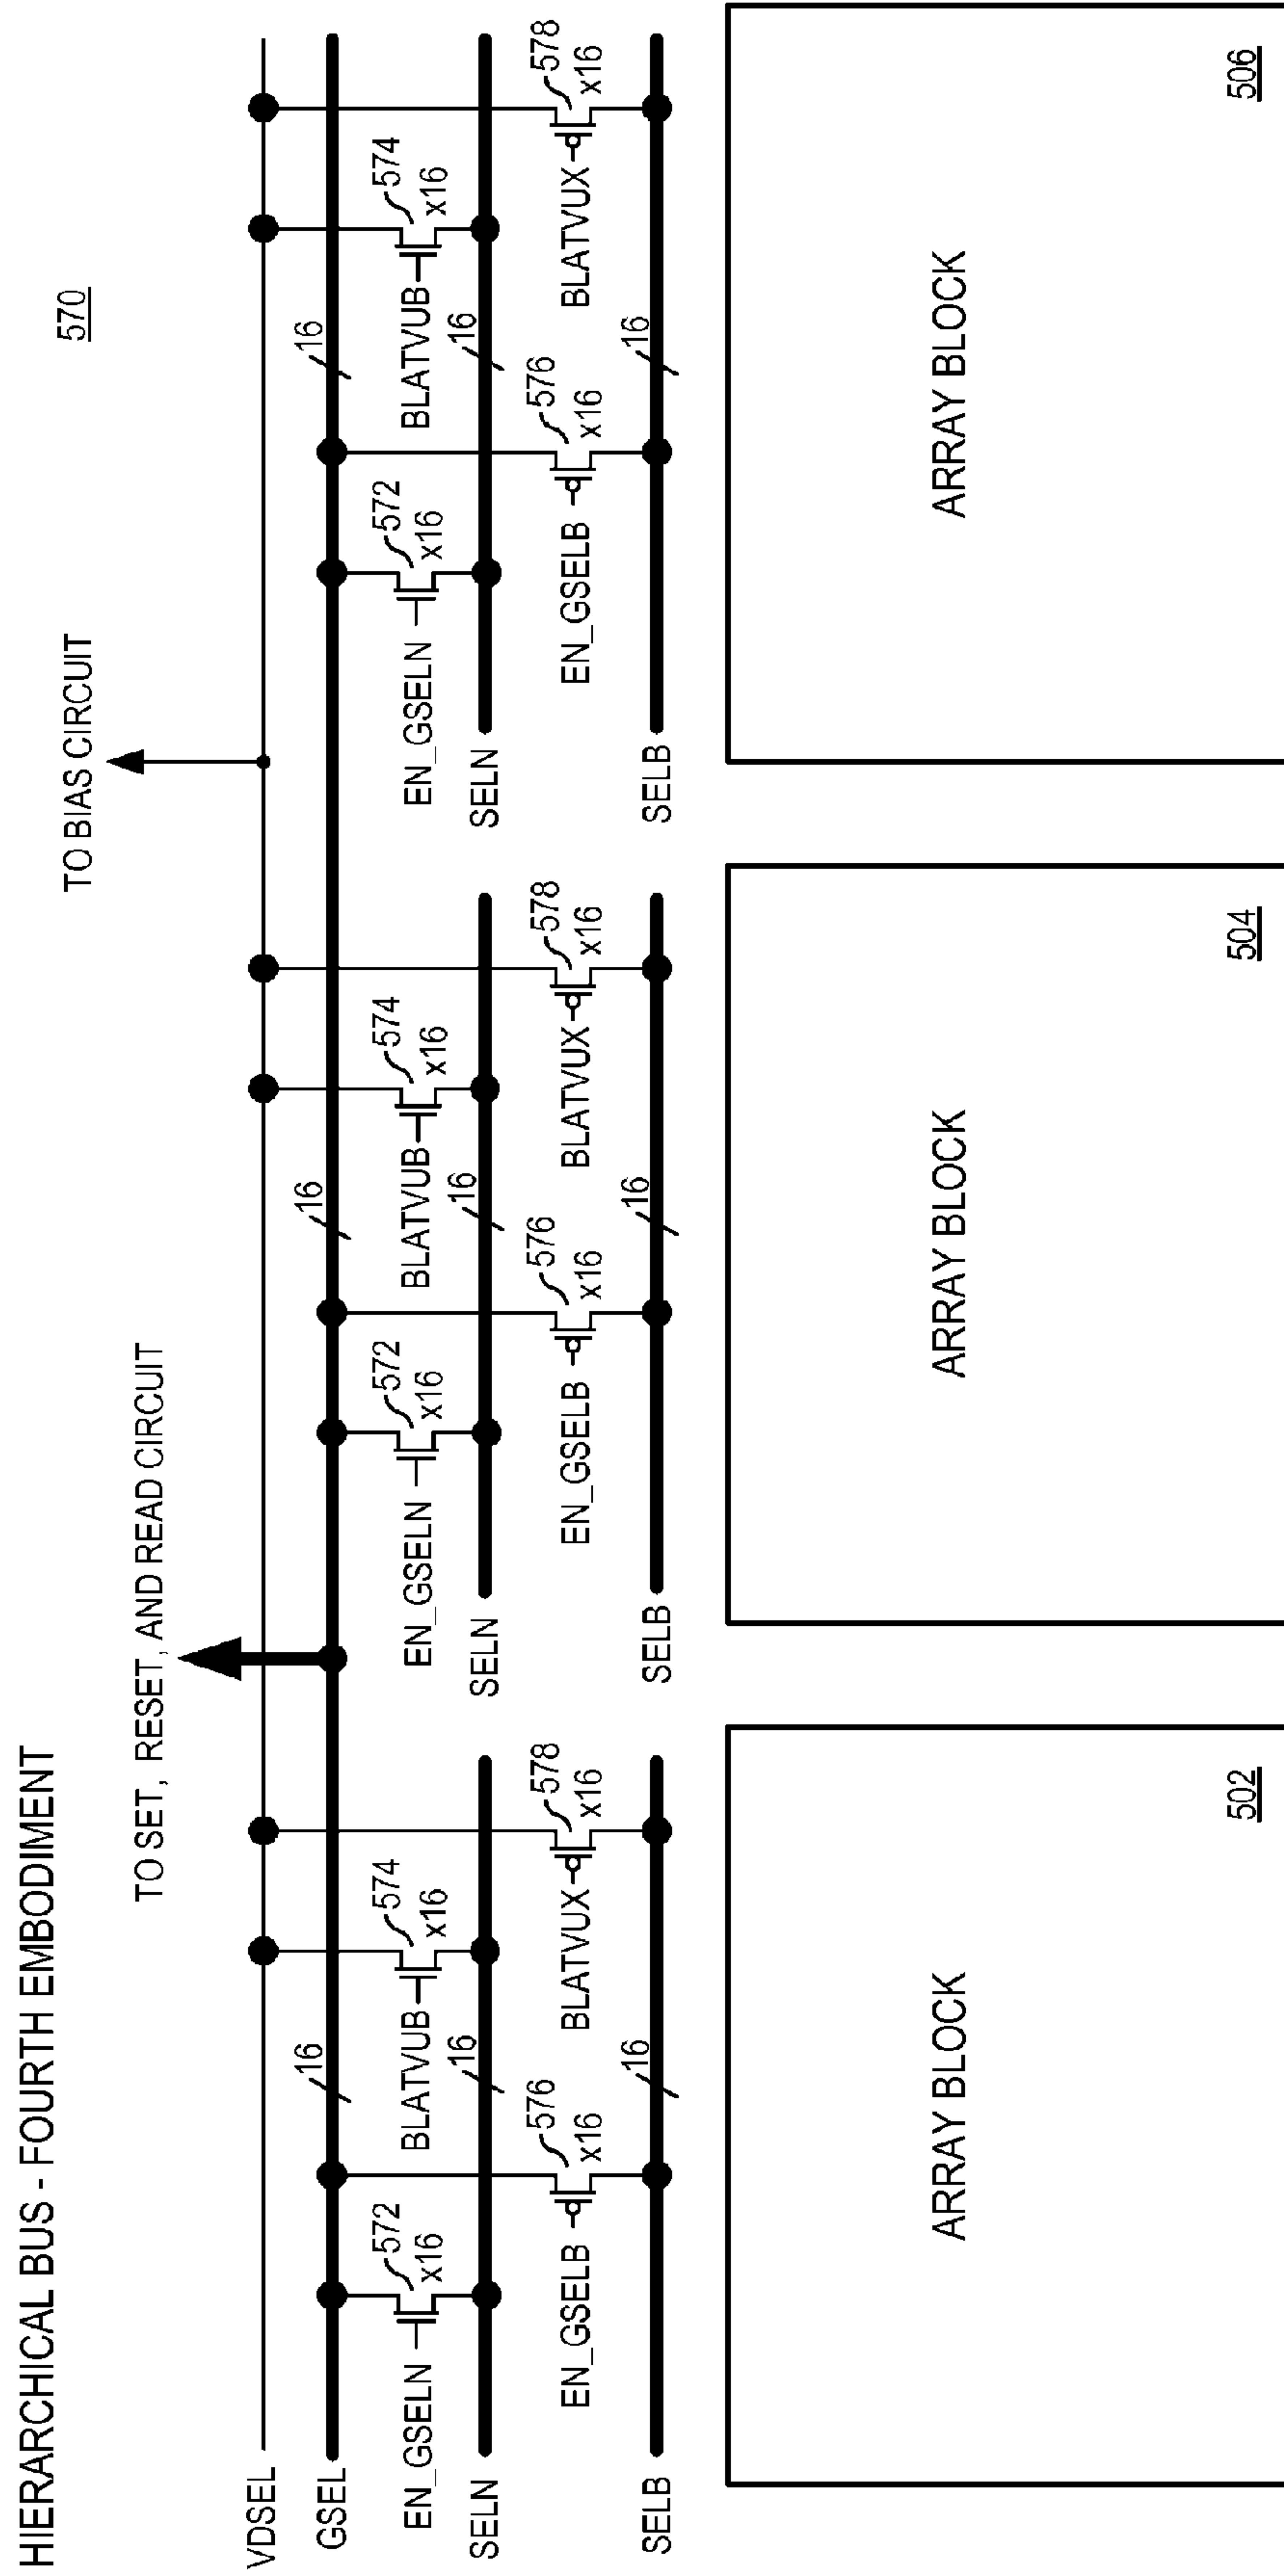 HIERARCHICAL BUS - FOURTH EMBODIMENT
570
TO SET, RESET, AND READ CIRCUIT
TO BIAS CIRCUIT
VDSEL
GSEL
16
16
16
EN_GSELN
572
x16
BLATVUB
574
x16
EN_GSELN
572
x16
BLATVUB
574
x16
EN_GSELN
572
x16
BLATVUB
574
x16
SELN
16
SELN
16
SELN
16
EN_GSELB
576
x16
BLATVUX
578
x16
EN_GSELB
576
x16
BLATVUX
578
x16
EN_GSELB
576
x16
BLATVUX
578
x16
SELB
16
SELB
16
SELB
16
ARRAY BLOCK
502
ARRAY BLOCK
504
ARRAY BLOCK
506